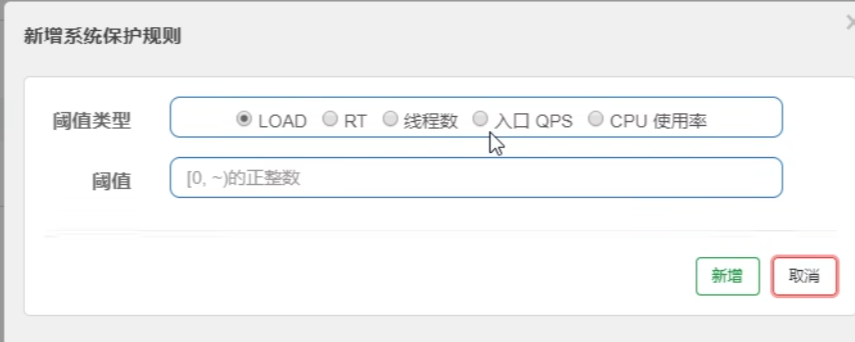 新增系统保护规则
阈值类型 LOAD RT 线程数 入口 QPS CPU 使用率
阈值 [0, ~)的正整数
新增 取消